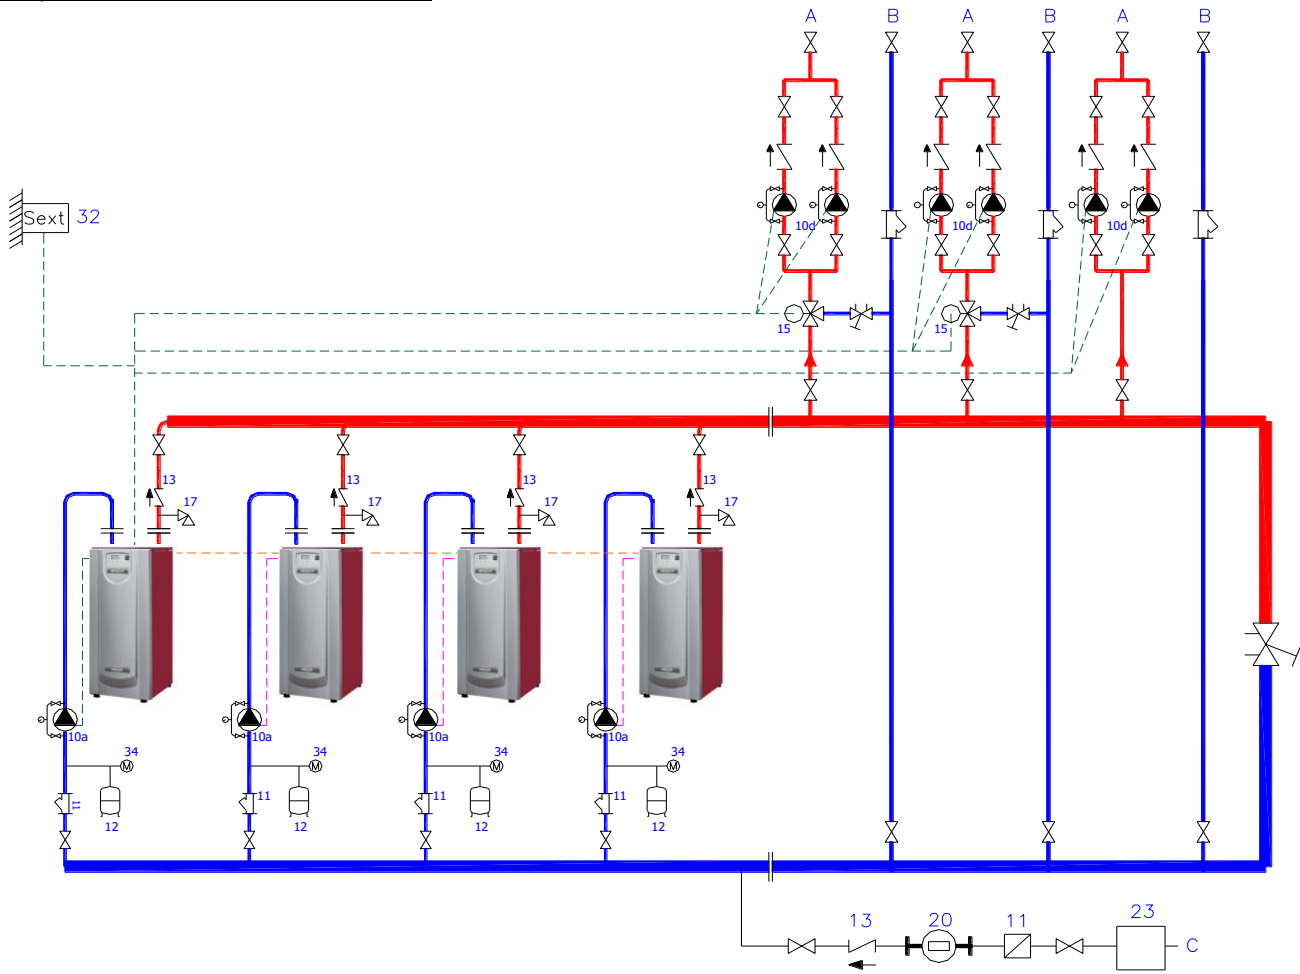 A B A B A B
Sext 32
10d 10d 10d
15 15
13 13 13 13
17 17 17 17
10a 10a 10a 10a
34 34 34 34
M M M M
11 11 11 11
12 12 12 12
13 20 11 23
C